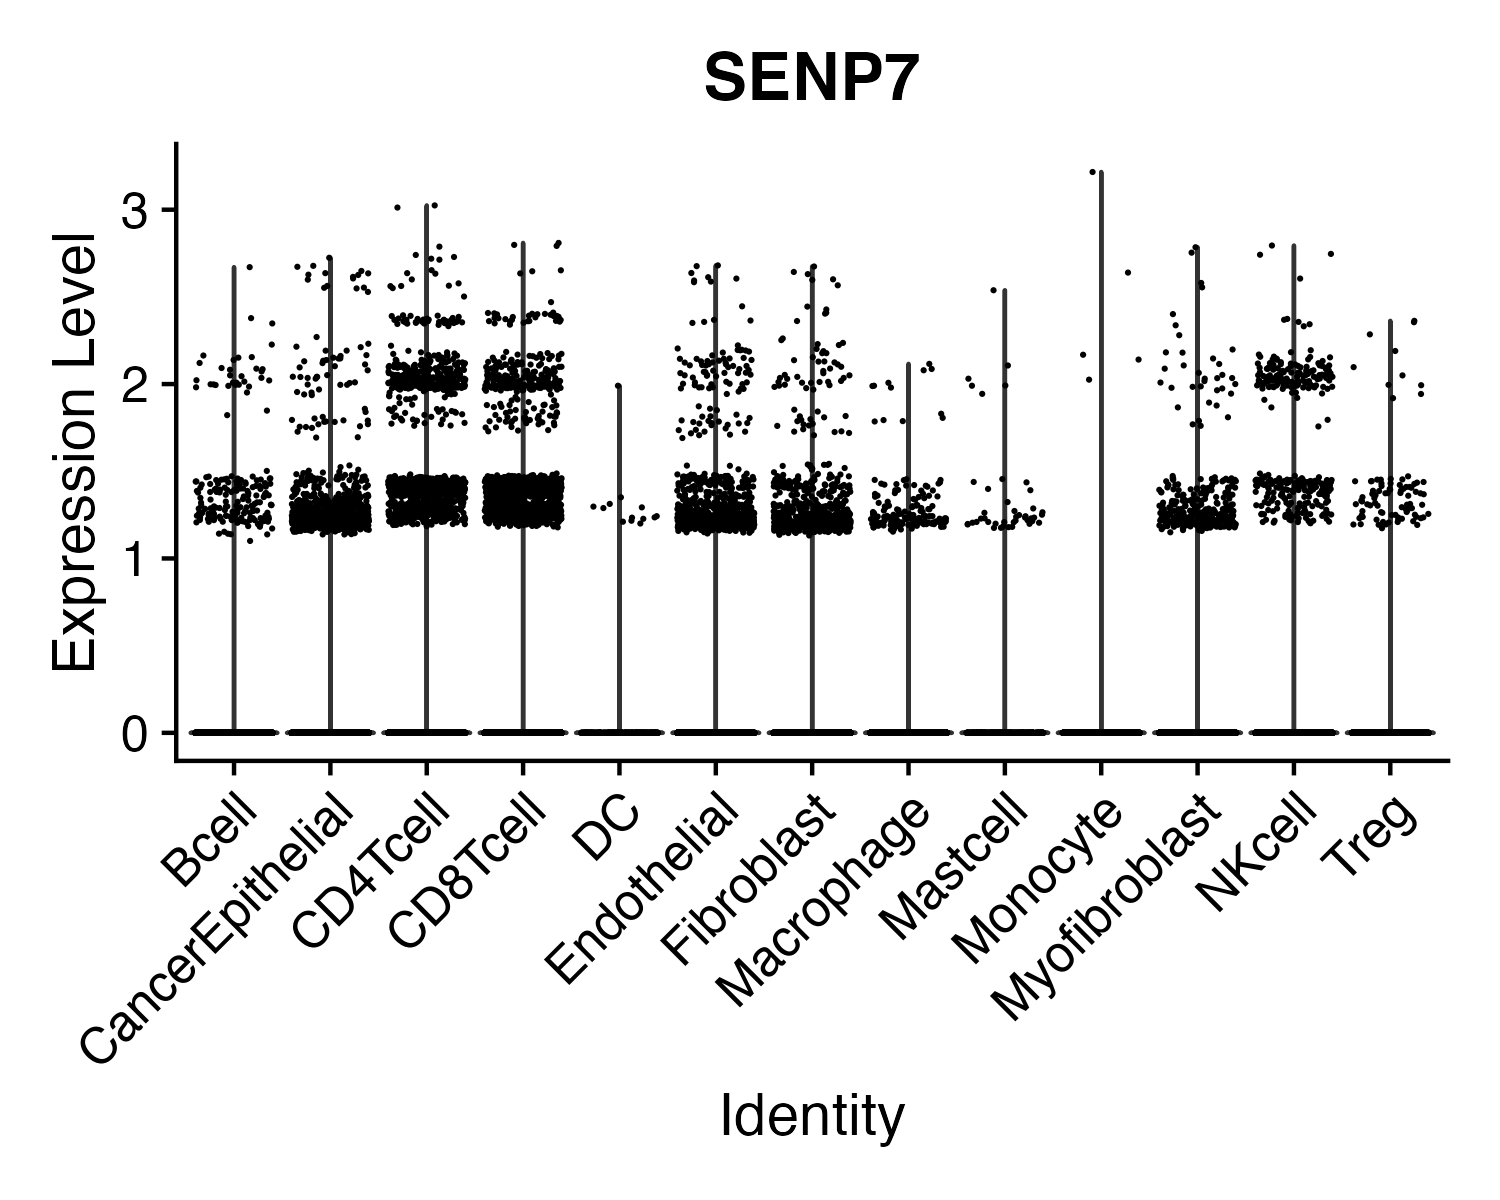 SENP7
Expression Level
3
2
1
0
Bcell
CancerEpithelial
CD4Tcell
CD8Tcell
DC
Endothelial
Fibroblast
Macrophage
Mastcell
Monocyte
Myofibroblast
NKcell
Treg
Identity